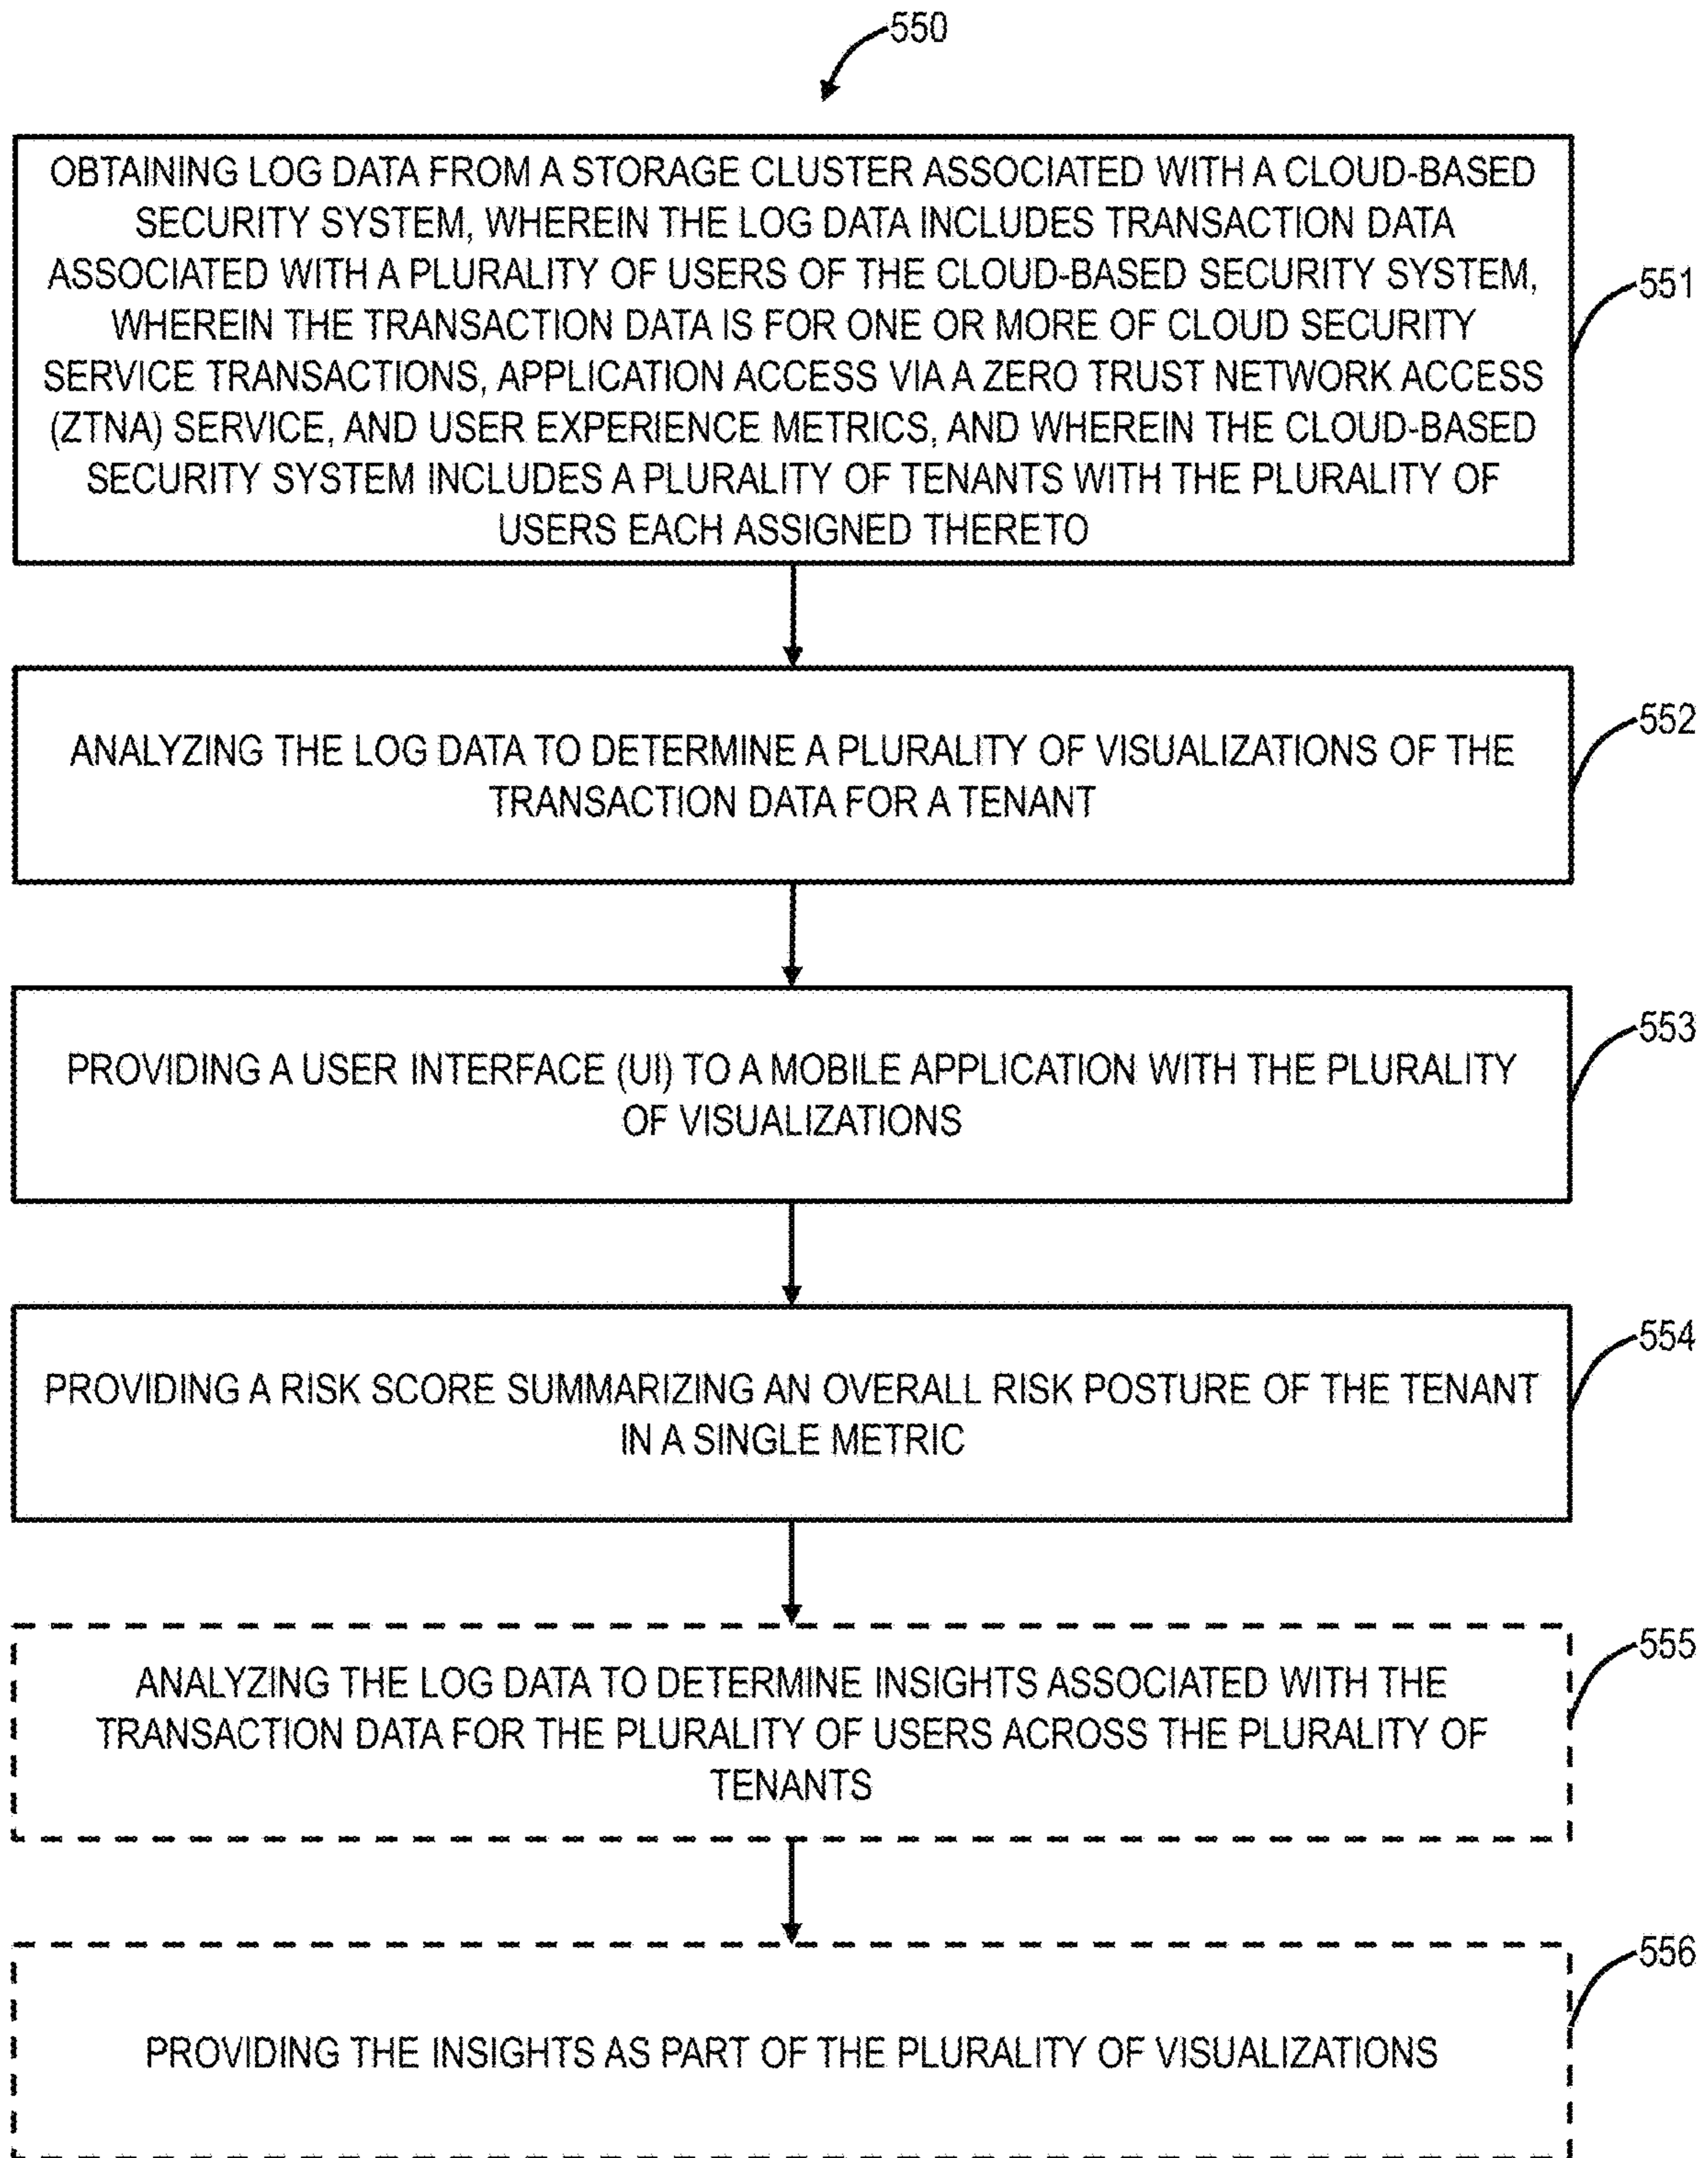 550
OBTAINING LOG DATA FROM A STORAGE CLUSTER ASSOCIATED WITH A CLOUD-BASED
SECURITY SYSTEM, WHEREIN THE LOG DATA INCLUDES TRANSACTION DATA
ASSOCIATED WITH A PLURALITY OF USERS OF THE CLOUD-BASED SECURITY SYSTEM,
WHEREIN THE TRANSACTION DATA IS FOR ONE OR MORE OF CLOUD SECURITY
SERVICE TRANSACTIONS, APPLICATION ACCESS VIA A ZERO TRUST NETWORK ACCESS
(ZTNA) SERVICE, AND USER EXPERIENCE METRICS, AND WHEREIN THE CLOUD-BASED
SECURITY SYSTEM INCLUDES A PLURALITY OF TENANTS WITH THE PLURALITY OF
USERS EACH ASSIGNED THERETO
551
ANALYZING THE LOG DATA TO DETERMINE A PLURALITY OF VISUALIZATIONS OF THE
TRANSACTION DATA FOR A TENANT
552
PROVIDING A USER INTERFACE (UI) TO A MOBILE APPLICATION WITH THE PLURALITY
OF VISUALIZATIONS
553
PROVIDING A RISK SCORE SUMMARIZING AN OVERALL RISK POSTURE OF THE TENANT
IN A SINGLE METRIC
554
ANALYZING THE LOG DATA TO DETERMINE INSIGHTS ASSOCIATED WITH THE
TRANSACTION DATA FOR THE PLURALITY OF USERS ACROSS THE PLURALITY OF
TENANTS
555
PROVIDING THE INSIGHTS AS PART OF THE PLURALITY OF VISUALIZATIONS
556